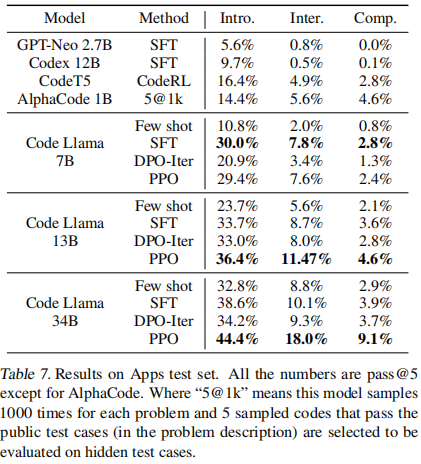 Model Method Intro. Inter. Comp.
GPT-Neo 2.7B SFT 5.6% 0.8% 0.0%
Codex 12B SFT 9.7% 0.5% 0.1%
CodeT5 CodeRL 16.4% 4.9% 2.8%
AlphaCode 1B 5@1k 14.4% 5.6% 4.6%
Few shot 10.8% 2.0% 0.8%
Code Llama SFT 30.0% 7.8% 2.8%
7B DPO-Iter 20.9% 3.4% 1.3%
PPO 29.4% 7.6% 2.4%
Few shot 23.7% 5.6% 2.1%
Code Llama SFT 33.7% 8.7% 3.6%
13B DPO-Iter 33.0% 8.0% 2.8%
PPO 36.4% 11.47% 4.6%
Few shot 32.8% 8.8% 2.9%
Code Llama SFT 38.6% 10.1% 3.9%
34B DPO-Iter 34.2% 9.3% 3.7%
PPO 44.4% 18.0% 9.1%
Table 7. Results on Apps test set. All the numbers are pass@5
except for AlphaCode. Where “5@1k” means this model samples
1000 times for each problem and 5 sampled codes that pass the
public test cases (in the problem description) are selected to be
evaluated on hidden test cases.